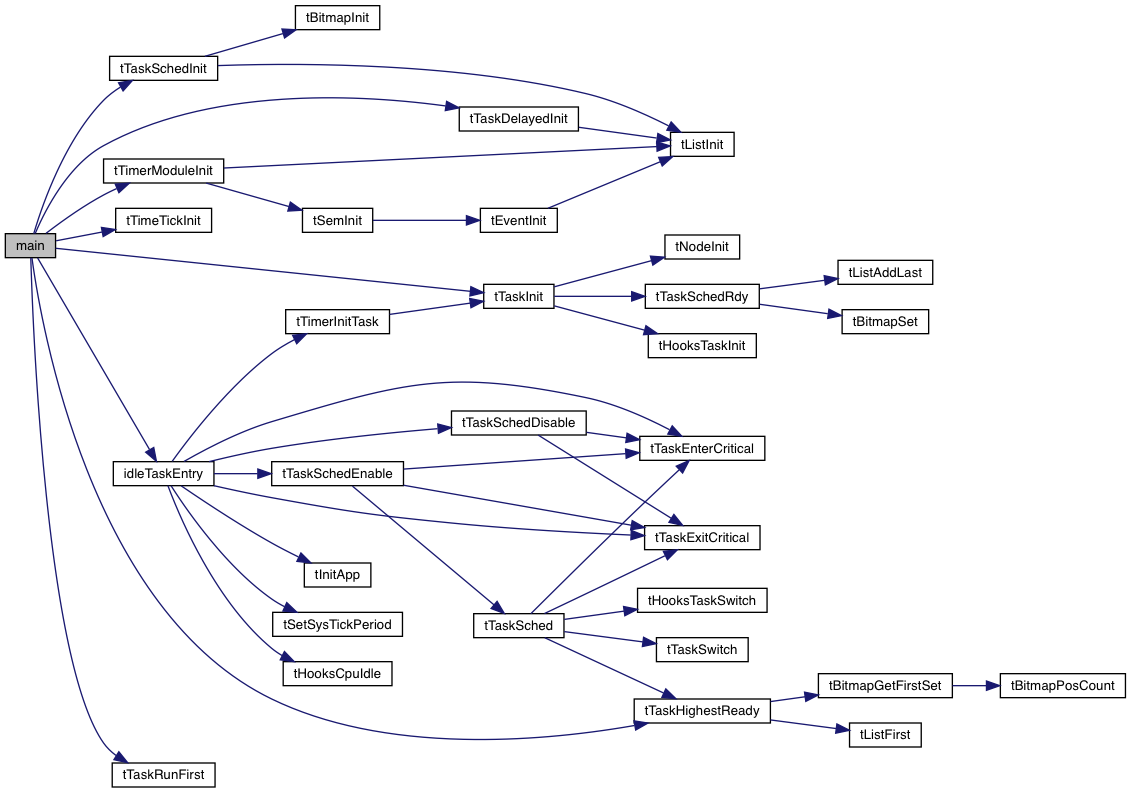 tBitmapInit
tTaskSchedInit
tTaskDelayedInit
tListInit
tTimerModuleInit
tTimeTickInit
tSemInit
tEventInit
main
tNodeInit
tListAddLast
tTaskInit
tTaskSchedRdy
tBitmapSet
tTimerInitTask
tHooksTaskInit
tTaskSchedDisable
tTaskEnterCritical
idleTaskEntry
tTaskSchedEnable
tTaskExitCritical
tInitApp
tHooksTaskSwitch
tSetSysTickPeriod
tTaskSched
tTaskSwitch
tHooksCpuIdle
tBitmapGetFirstSet
tBitmapPosCount
tTaskHighestReady
tListFirst
tTaskRunFirst